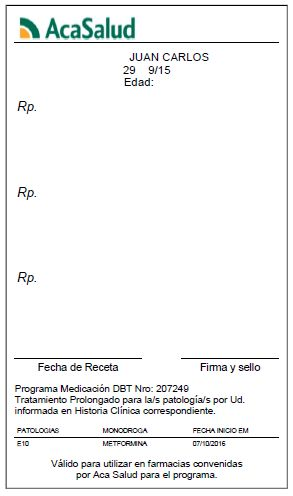 AcaSalud
JUAN CARLOS
29 9/15
Edad:
Rp.
Rp.
Rp.
Fecha de Receta Firma y sello
Programa Medicación DBT Nro: 207249
Tratamiento Prolongado para la/s patología/s por Ud.
informada en Historia Clínica correspondiente.
PATOLOGIAS MONODROGA FECHA INICIO EM
E10 METFORMINA 07/10/2016
Válido para utilizar en farmacias convenidas
por Aca Salud para el programa.